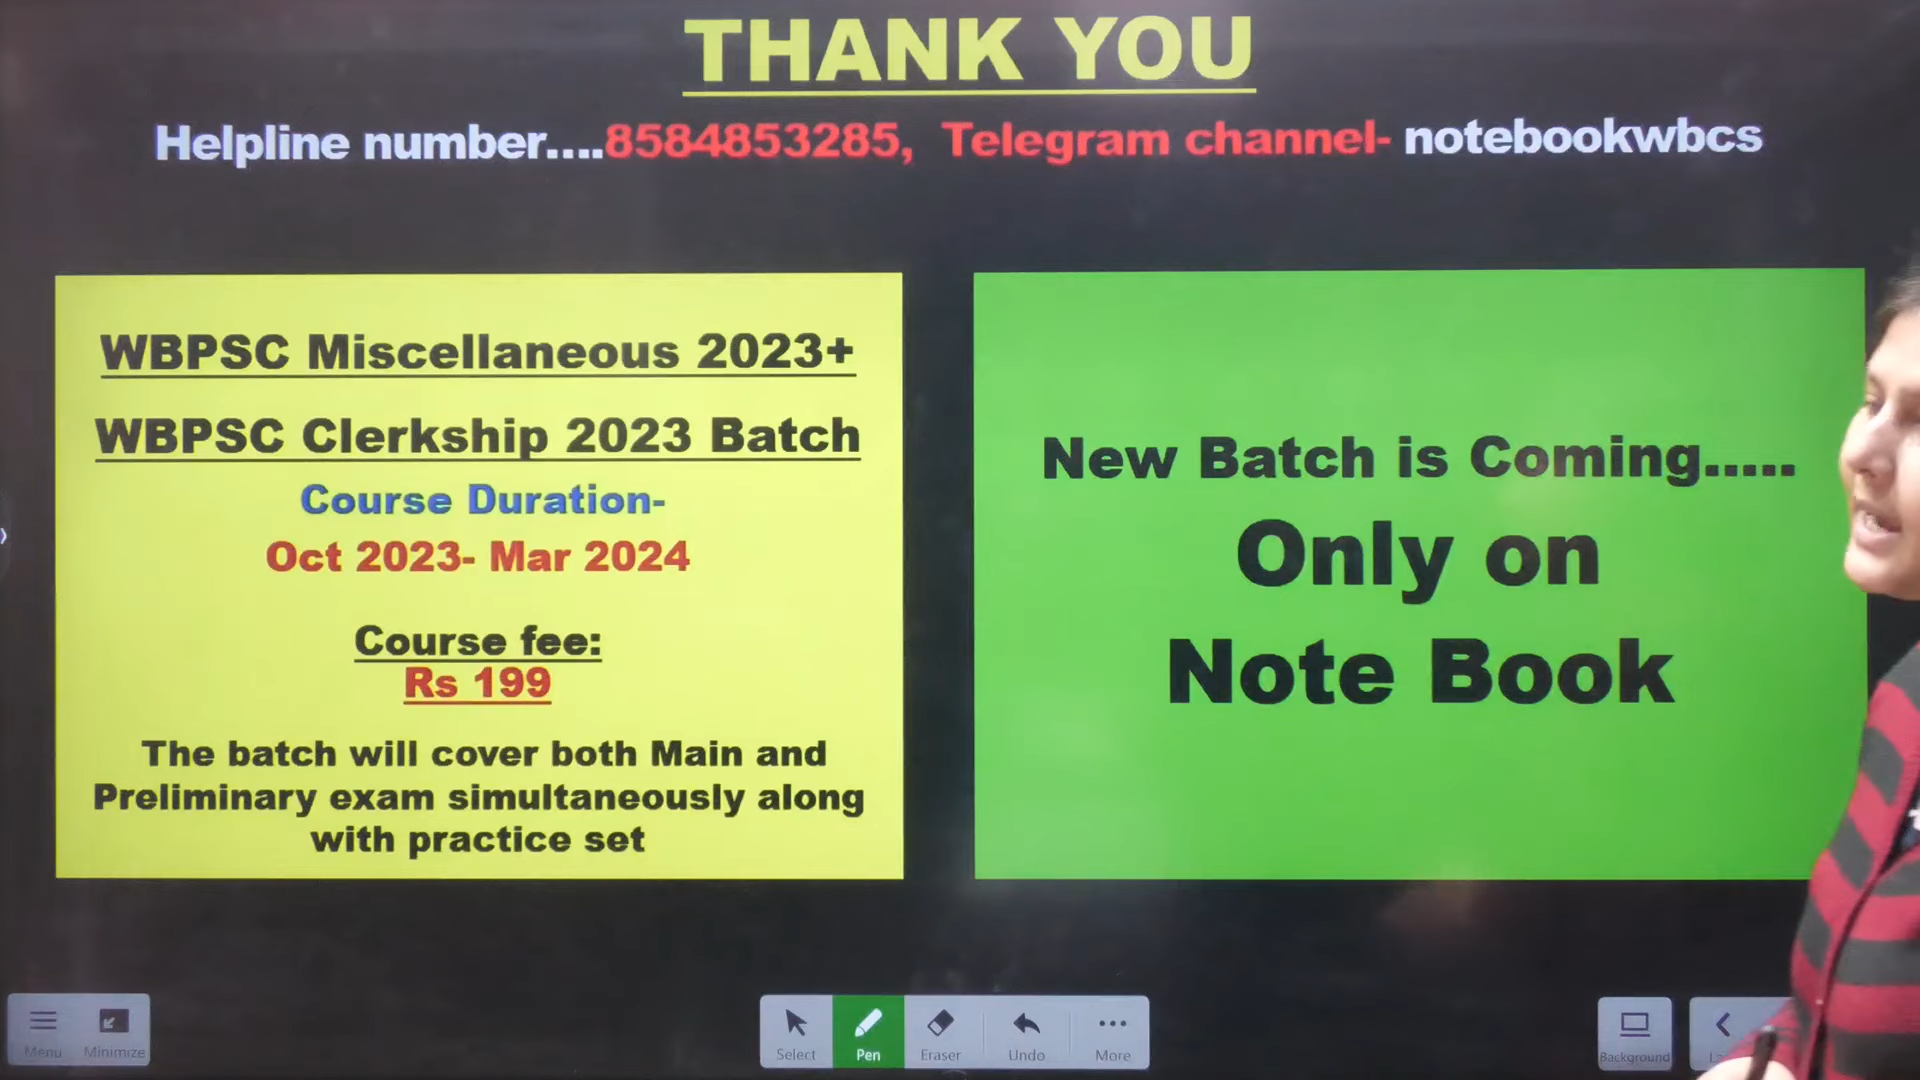 THANK YOU
Helpline number....8584853285, Telegram channel- notebookwbcs
WBPSC Miscellaneous 2023+
WBPSC Clerkship 2023 Batch
Course Duration-
Oct 2023- Mar 2024
Course fee:
Rs 199
The batch will cover both Main and
Preliminary exam simultaneously along
with practice set
New Batch is Coming.....
Only on
Note Book
Menu
Minimize
Select
Pen
Eraser
Undo
More
Background